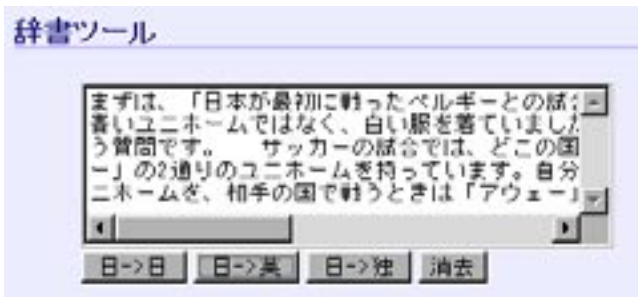 辞書ツール
まずは、「日本が最初に戦ったベルギーとの試合
青いユニホームではなく、白い服を着ていました
う質問です。　サッカーの試合では、どこの国
ー」の2通りのユニホームを持っています。自分
ニホームを、相手の国で戦うときは「アウェー」
日->日 日->英 日->独 消去